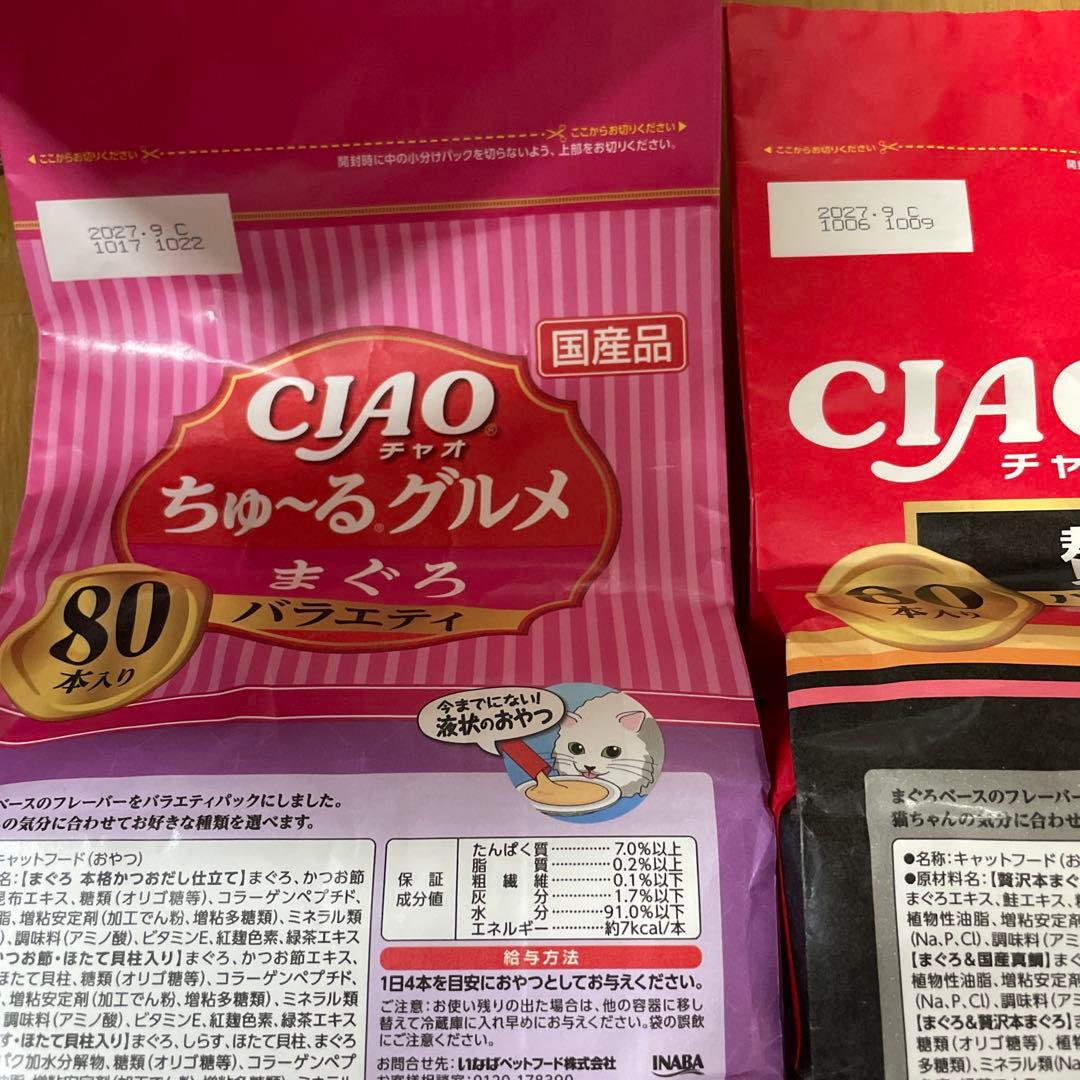 ここからお切りください
ここからお切りください
開封時に中の小分けパックを切らないよう、上部をお切りください。
2027.9 C
1017 1022
国産品
CIAO
チャオ
ちゅ〜る グルメ
まぐろ
バラエティ
80
本入り
今までにない!
液状のおやつ
ベースのフレーバーをバラエティパックにしました。
の気分に合わせてお好きな種類を選べます。
キャットフード(おやつ)
名:【まぐろ 本格かつおだし仕立て】まぐろ、かつお節
昆布エキス、糖類(オリゴ糖等)、コラーゲンペプチド、
脂、増粘安定剤(加工でん粉、増粘多糖類)、ミネラル類
)、調味料(アミノ酸)、ビタミンE、紅麹色素、緑茶エキス
かつお節・ほたて貝柱入り】まぐろ、かつお節エキス、
ほたて貝柱、糖類(オリゴ糖等)、コラーゲンペプチド、
増粘安定剤(加工でん粉、増粘多糖類)、ミネラル類
調味料(アミノ酸)、ビタミンE、紅麹色素、緑茶エキス
す・ほたて貝柱入り】まぐろ、しらす、ほたて貝柱、まぐろ
パク加水分解物、糖類(オリゴ糖等)、コラーゲンペプ
保証
成分値
たんぱく質 7.0%以上
脂質 0.2%以上
粗繊維 0.1%以下
灰分 1.7%以下
水分 91.0%以下
エネルギー 約7kcal/本
給与方法
1日4本を目安におやつとしてお与えください。
ご注意:お使い残りの出た場合は、他の容器に移し
替えて冷蔵庫に入れ早めにお与えください。袋の誤飲
にご注意ください。
お問合せ先:いなばペットフード株式会社
INABA
ここからお切りください
開
2027.9 C
1006 1009
CIAO
チャ
60
本入り
まぐろベースのフレーバー
猫ちゃんの気分に合わせ
●名称:キャットフード(お
●原材料名:【贅沢本まぐ
まぐろエキス、鮭エキス、
植物性油脂、増粘安定剤
(Na、P、Cl)、調味料(アミ
【まぐろ&国産真鯛】まぐ
植物性油脂、増粘安定剤
(Na、P、Cl)、調味料(アミ
【まぐろ&贅沢本まぐろ】ま
糖類(オリゴ糖等)、植
多糖類)、ミネラル類(Na